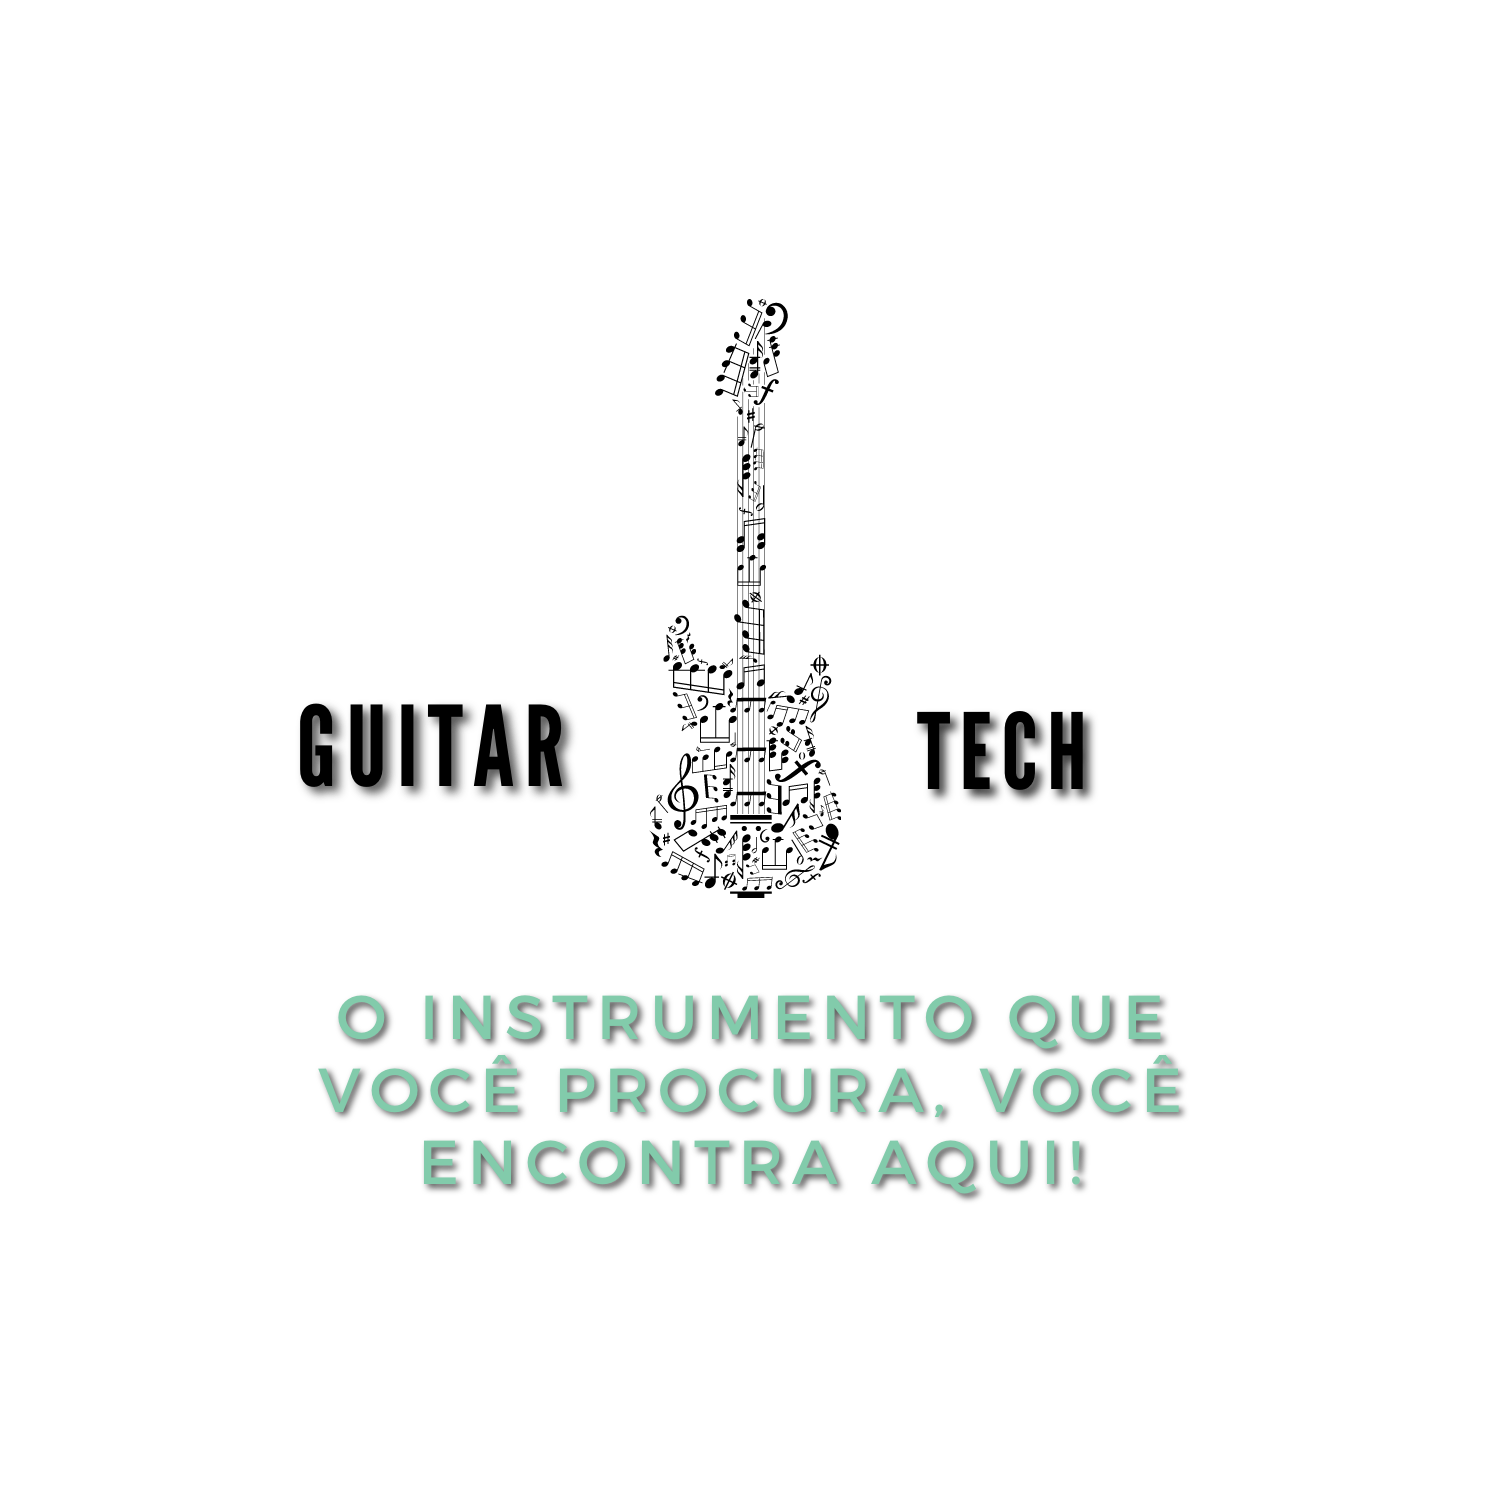 GUITAR TECH
O INSTRUMENTO QUE
VOCÊ PROCURA, VOCÊ
ENCONTRA AQUI!